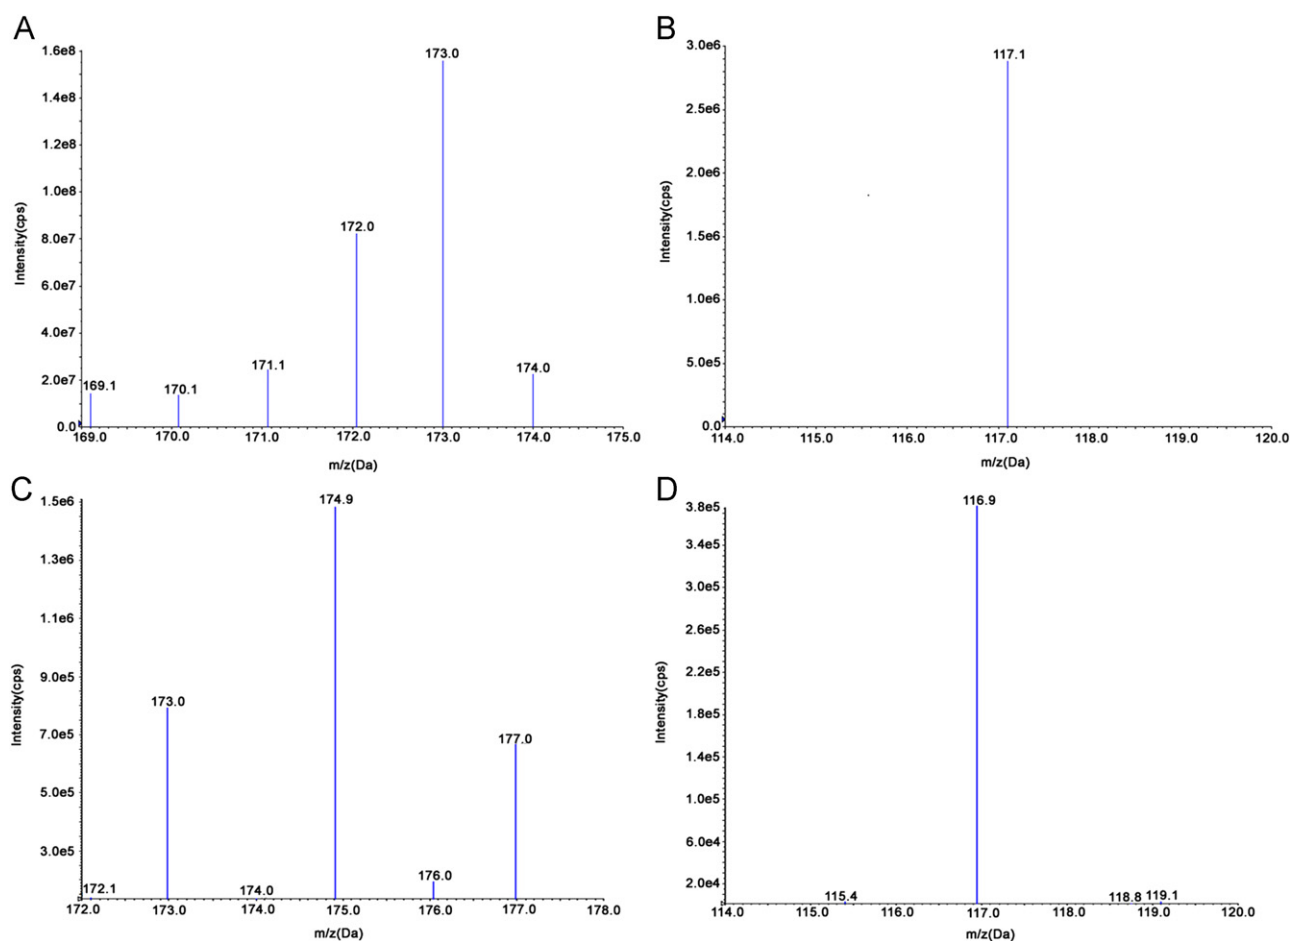 A
1.6e8
1.4e8
1.2e8
1.0e8
8.0e7
6.0e7
4.0e7
2.0e7
0.0
Intensity(cps)
169.1
170.1
171.1
172.0
173.0
174.0
169.0 170.0 171.0 172.0 173.0 174.0 175.0
m/z(Da)
B
3.0e6
2.5e6
2.0e6
1.5e6
1.0e6
5.0e5
0.0
Intensity(cps)
117.1
114.0 115.0 116.0 117.0 118.0 119.0 120.0
m/z(Da)
C
1.5e6
1.3e6
1.1e6
9.0e5
7.0e5
5.0e5
3.0e5
Intensity(cps)
172.1
173.0
174.0
174.9
176.0
177.0
172.0 173.0 174.0 175.0 176.0 177.0 178.0
m/z(Da)
D
3.8e5
3.4e5
3.0e5
2.6e5
2.2e5
1.8e5
1.4e5
1.0e5
6.0e4
2.0e4
Intensity(cps)
115.4
116.9
118.8 119.1
114.0 115.0 116.0 117.0 118.0 119.0 120.0
m/z(Da)